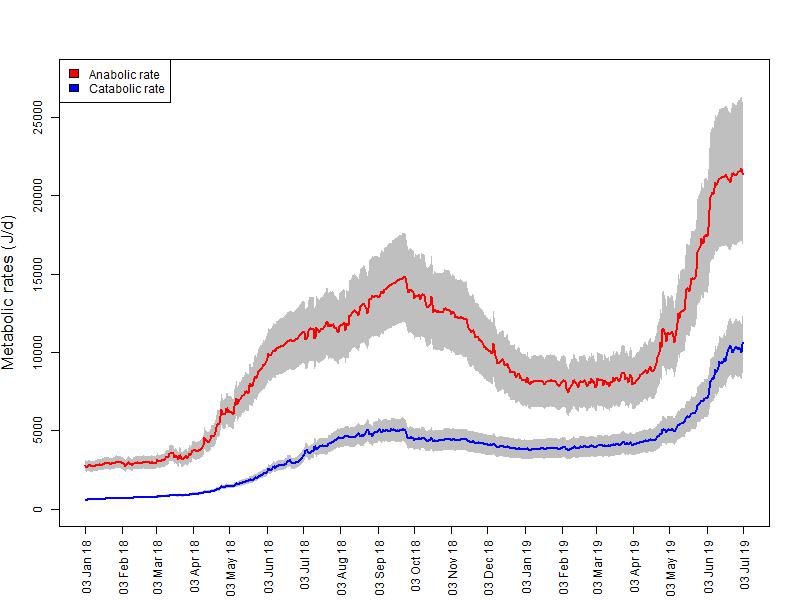 Anabolic rate
Catabolic rate
Metabolic rates (J/d)
25000
20000
15000
10000
5000
0
03 Jan 18
03 Feb 18
03 Mar 18
03 Apr 18
03 May 18
03 Jun 18
03 Jul 18
03 Aug 18
03 Sep 18
03 Oct 18
03 Nov 18
03 Dec 18
03 Jan 19
03 Feb 19
03 Mar 19
03 Apr 19
03 May 19
03 Jun 19
03 Jul 19